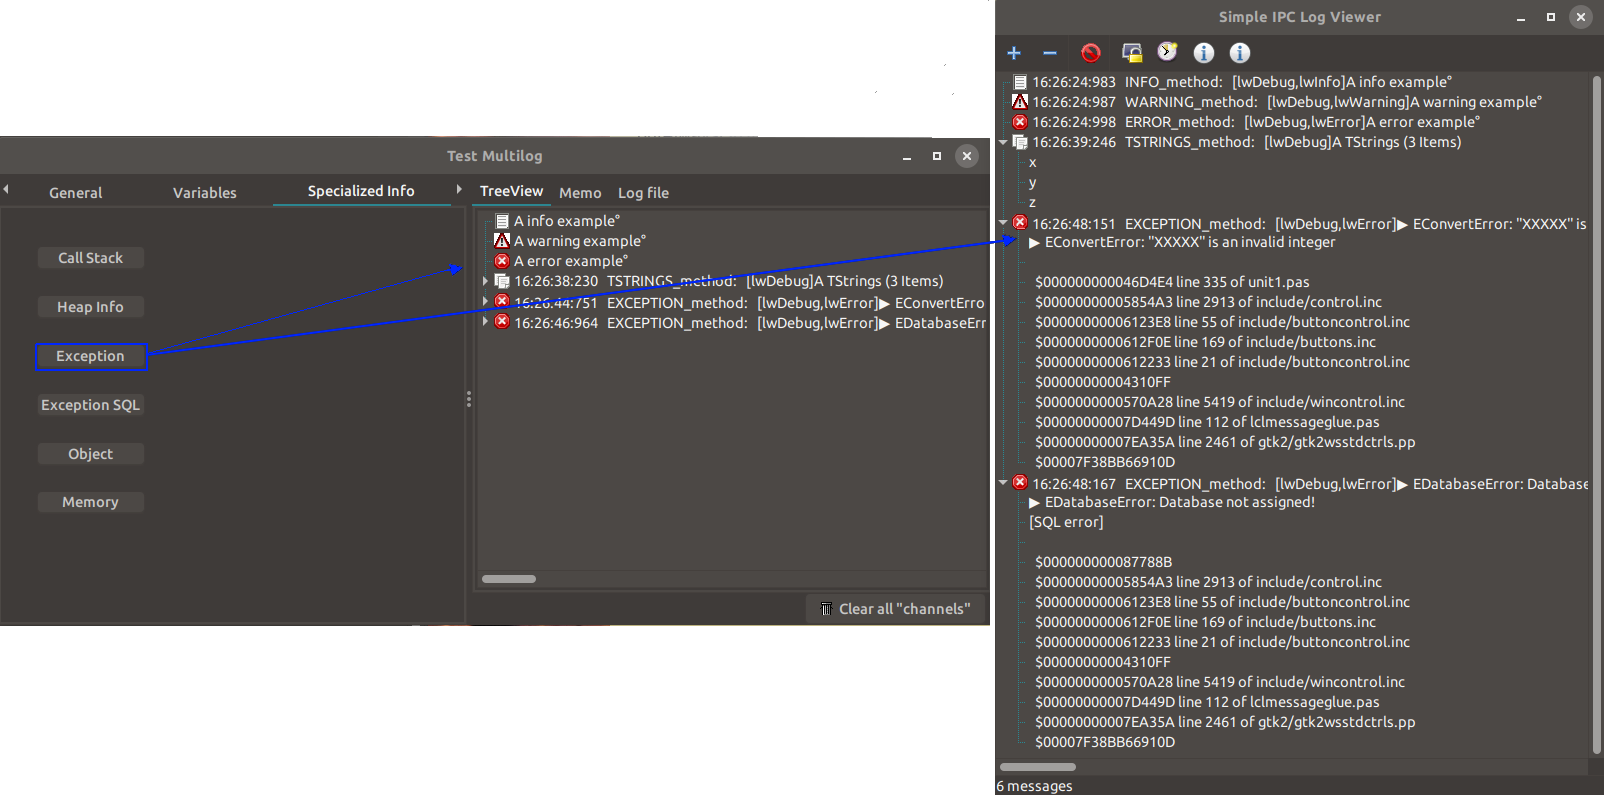 Test Multilog
General Variables Specialized Info
Call Stack
Heap Info
Exception
Exception SQL
Object
Memory
TreeView Memo Log file
A info example°
A warning example°
A error example°
16:26:38:230 TSTRINGS_method: [lwDebug]A TStrings (3 Items)
16:26:44:751 EXCEPTION_method: [lwDebug,lwError]▶ EConvertErro
16:26:46:964 EXCEPTION_method: [lwDebug,lwError]▶ EDatabaseErr
Clear all "channels"
Simple IPC Log Viewer
16:26:24:983 INFO_method: [lwDebug,lwInfo]A info example°
16:26:24:987 WARNING_method: [lwDebug,lwWarning]A warning example°
16:26:24:998 ERROR_method: [lwDebug,lwError]A error example°
16:26:39:246 TSTRINGS_method: [lwDebug]A TStrings (3 Items)
x
y
z
16:26:48:151 EXCEPTION_method: [lwDebug,lwError]▶ EConvertError: "XXXXX" is
▶ EConvertError: "XXXXX" is an invalid integer
$000000000046D4E4 line 335 of unit1.pas
$00000000005854A3 line 2913 of include/control.inc
$00000000006123E8 line 55 of include/buttoncontrol.inc
$0000000000612F0E line 169 of include/buttons.inc
$0000000000612233 line 21 of include/buttoncontrol.inc
$00000000004310FF
$0000000000570A28 line 5419 of include/wincontrol.inc
$00000000007D449D line 112 of lclmessageglue.pas
$00000000007EA35A line 2461 of gtk2/gtk2wsstdctrls.pp
$00007F38BB66910D
16:26:48:167 EXCEPTION_method: [lwDebug,lwError]▶ EDatabaseError: Database
▶ EDatabaseError: Database not assigned!
[SQL error]
$000000000087788B
$00000000005854A3 line 2913 of include/control.inc
$00000000006123E8 line 55 of include/buttoncontrol.inc
$0000000000612F0E line 169 of include/buttons.inc
$0000000000612233 line 21 of include/buttoncontrol.inc
$00000000004310FF
$0000000000570A28 line 5419 of include/wincontrol.inc
$00000000007D449D line 112 of lclmessageglue.pas
$00000000007EA35A line 2461 of gtk2/gtk2wsstdctrls.pp
$00007F38BB66910D
6 messages